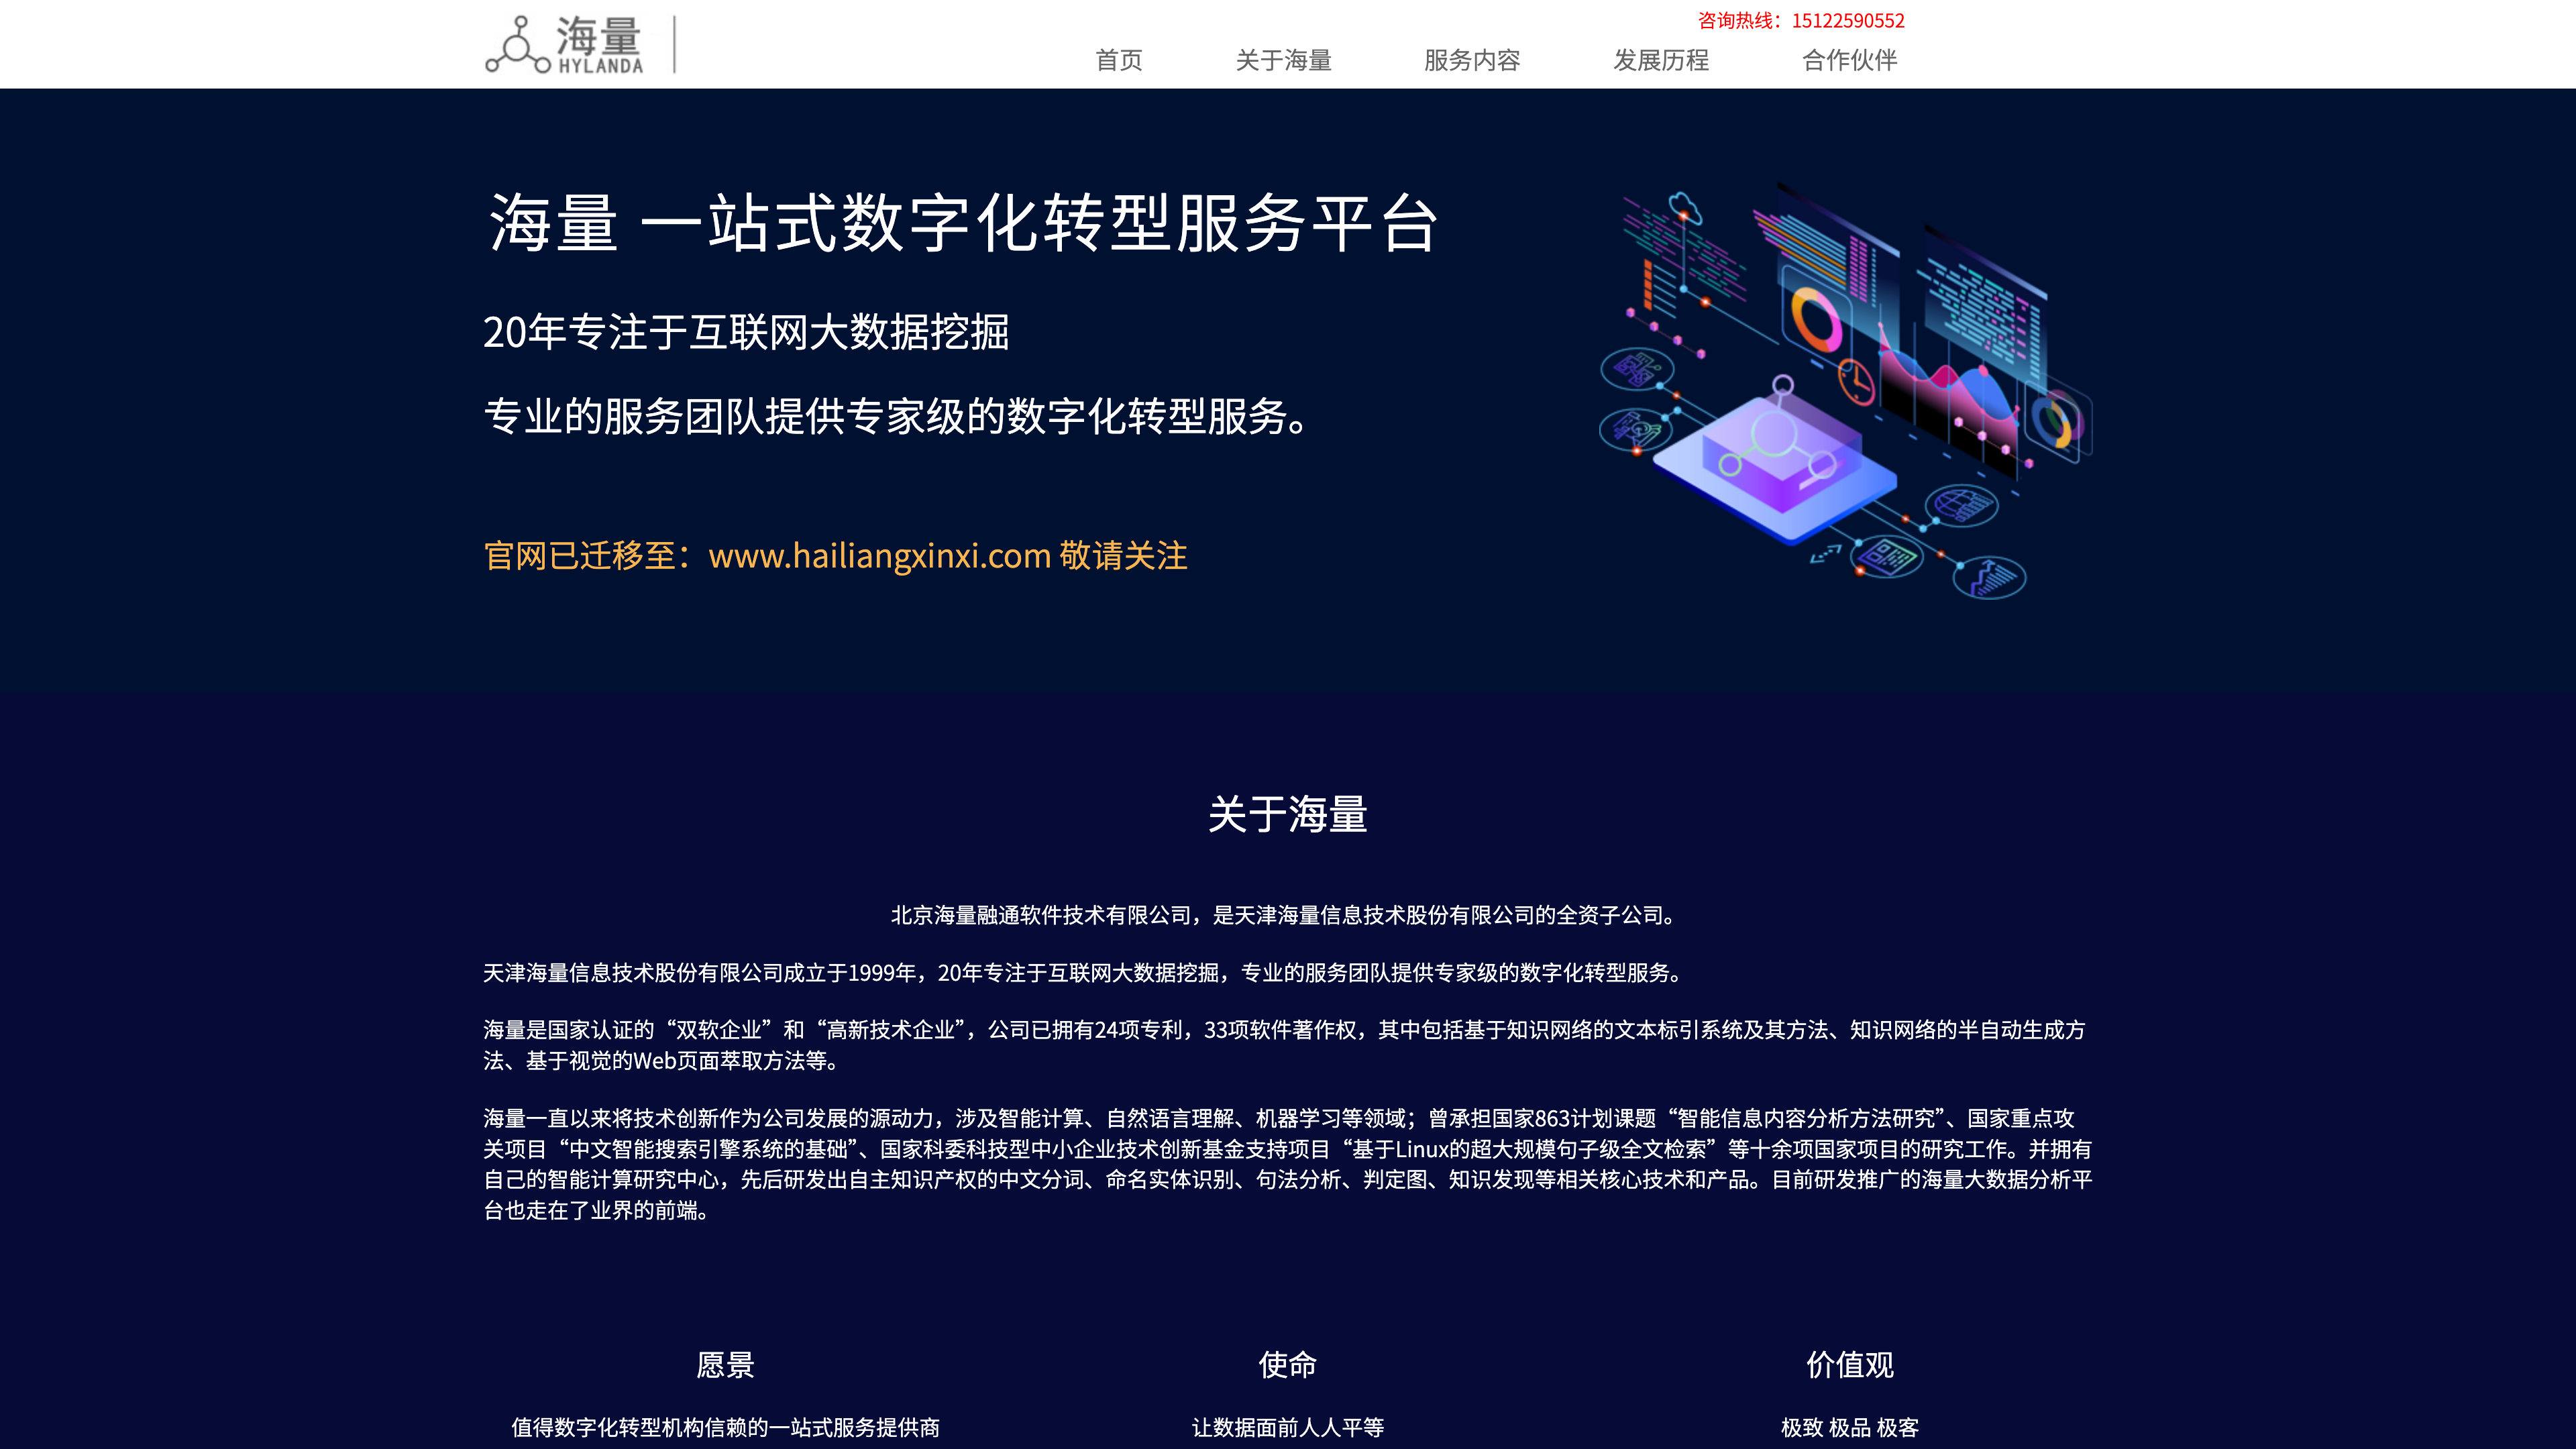 海量
HYLANDA
咨询热线：15122590552
首页 关于海量 服务内容 发展历程 合作伙伴
海量 一站式数字化转型服务平台
20年专注于互联网大数据挖掘
专业的服务团队提供专家级的数字化转型服务。
官网已迁移至：www.hailiangxinxi.com 敬请关注
关于海量
北京海量融通软件技术有限公司，是天津海量信息技术股份有限公司的全资子公司。
天津海量信息技术股份有限公司成立于1999年，20年专注于互联网大数据挖掘，专业的服务团队提供专家级的数字化转型服务。
海量是国家认证的“双软企业”和“高新技术企业”，公司已拥有24项专利，33项软件著作权，其中包括基于知识网络的文本标引系统及其方法、知识网络的半自动生成方
法、基于视觉的Web页面萃取方法等。
海量一直以来将技术创新作为公司发展的源动力，涉及智能计算、自然语言理解、机器学习等领域；曾承担国家863计划课题“智能信息内容分析方法研究”、国家重点攻
关项目“中文智能搜索引擎系统的基础”、国家科委科技型中小企业技术创新基金支持项目“基于Linux的超大规模句子级全文检索”等十余项国家项目的研究工作。并拥有
自己的智能计算研究中心，先后研发出自主知识产权的中文分词、命名实体识别、句法分析、判定图、知识发现等相关核心技术和产品。目前研发推广的海量大数据分析平
台也走在了业界的前端。
愿景 使命 价值观
值得数字化转型机构信赖的一站式服务提供商 让数据面前人人平等 极致 极品 极客